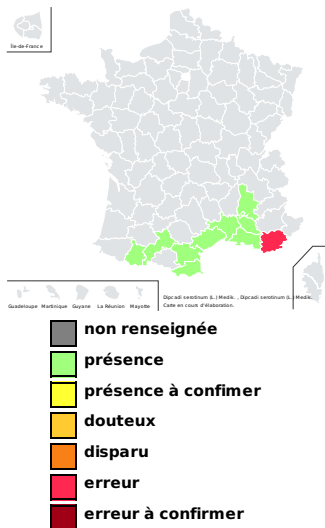 Île-de-France
Dipcadi serotinum (L.) Medik. , Dipcadi serotinum (L.) Medik.
Carte en cours d'élaboration.
Guadeloupe Martinique Guyane La Réunion Mayotte
non renseignée
présence
présence à confimer
douteux
disparu
erreur
erreur à confirmer